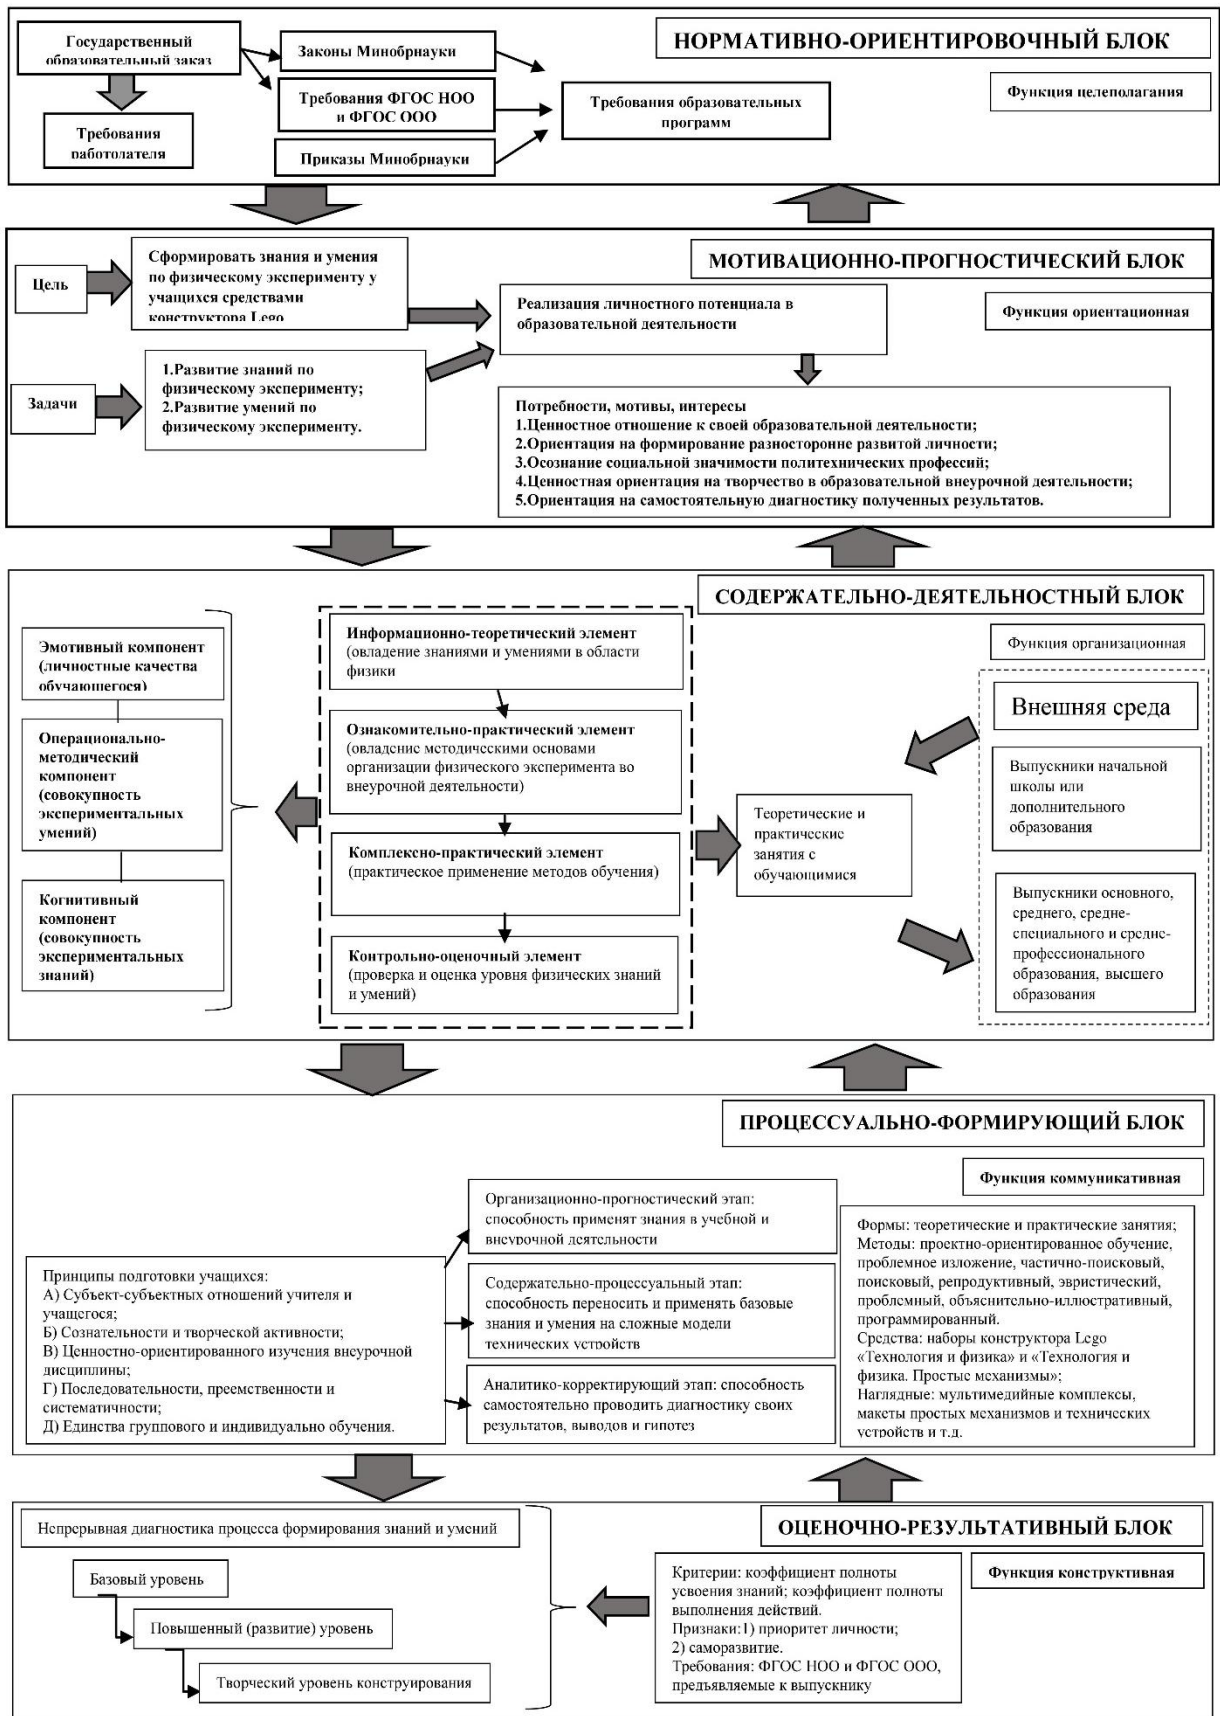 НОРМАТИВНО-ОРИЕНТИРОВОЧНЫЙ БЛОК
Функция целеполагания
Государственный
образовательный заказ
Требования
работодателя
Законы Минобрнауки
Требования ФГОС НОО
и ФГОС ООО
Приказы Минобрнауки
Требования образовательных
программ
МОТИВАЦИОННО-ПРОГНОСТИЧЕСКИЙ БЛОК
Функция ориентационная
Цель
Сформировать знания и умения
по физическому эксперименту у
учащихся средствами
конструктора Lego
Задачи
1.Развитие знаний по
физическому эксперименту;
2.Развитие умений по
физическому эксперименту.
Реализация личностного потенциала в
образовательной деятельности
Потребности, мотивы, интересы
1.Ценностное отношение к своей образовательной деятельности;
2.Ориентация на формирование разносторонне развитой личности;
3.Осознание социальной значимости политехнических профессий;
4.Ценностная ориентация на творчество в образовательной внеурочной деятельности;
5.Ориентация на самостоятельную диагностику полученных результатов.
СОДЕРЖАТЕЛЬНО-ДЕЯТЕЛЬНОСТНЫЙ БЛОК
Функция организационная
Эмотивный компонент
(личностные качества
обучающегося)
Операционально-
методический
компонент
(совокупность
экспериментальных
умений)
Когнитивный
компонент
(совокупность
экспериментальных
знаний)
Информационно-теоретический элемент
(овладение знаниями и умениями в области
физики
Ознакомительно-практический элемент
(овладение методическими основами
организации физического эксперимента во
внеурочной деятельности)
Комплексно-практический элемент
(практическое применение методов обучения)
Контрольно-оценочный элемент
(проверка и оценка уровня физических знаний
и умений)
Теоретические и
практические
занятия с
обучающимися
Внешняя среда
Выпускники начальной
школы или
дополнительного
образования
Выпускники основного,
среднего, средне-
специального и средне-
профессионального
образования, высшего
образования
ПРОЦЕССУАЛЬНО-ФОРМИРУЮЩИЙ БЛОК
Функция коммуникативная
Принципы подготовки учащихся:
А) Субъект-субъектных отношений учителя и
учащегося;
Б) Сознательности и творческой активности;
В) Ценностно-ориентированного изучения внеурочной
дисциплины;
Г) Последовательности, преемственности и
систематичности;
Д) Единства группового и индивидуально обучения.
Организационно-прогностический этап:
способность применят знания в учебной и
внеурочной деятельности
Содержательно-процессуальный этап:
способность переносить и применять базовые
знания и умения на сложные модели
технических устройств
Аналитико-корректирующий этап: способность
самостоятельно проводить диагностику своих
результатов, выводов и гипотез
Формы: теоретические и практические занятия;
Методы: проектно-ориентированное обучение,
проблемное изложение, частично-поисковый,
поисковый, репродуктивный, эвристический,
проблемный, объяснительно-иллюстративный,
программированный.
Средства: наборы конструктора Lego
«Технология и физика» и «Технология и
физика. Простые механизмы»;
Наглядные: мультимедийные комплексы,
макеты простых механизмов и технических
устройств и т.д.
ОЦЕНОЧНО-РЕЗУЛЬТАТИВНЫЙ БЛОК
Функция конструктивная
Непрерывная диагностика процесса формирования знаний и умений
Базовый уровень
Повышенный (развитие) уровень
Творческий уровень конструирования
Критерии: коэффициент полноты
усвоения знаний; коэффициент полноты
выполнения действий.
Признаки:1) приоритет личности;
2) саморазвитие.
Требования: ФГОС НОО и ФГОС ООО,
предъявляемые к выпускнику